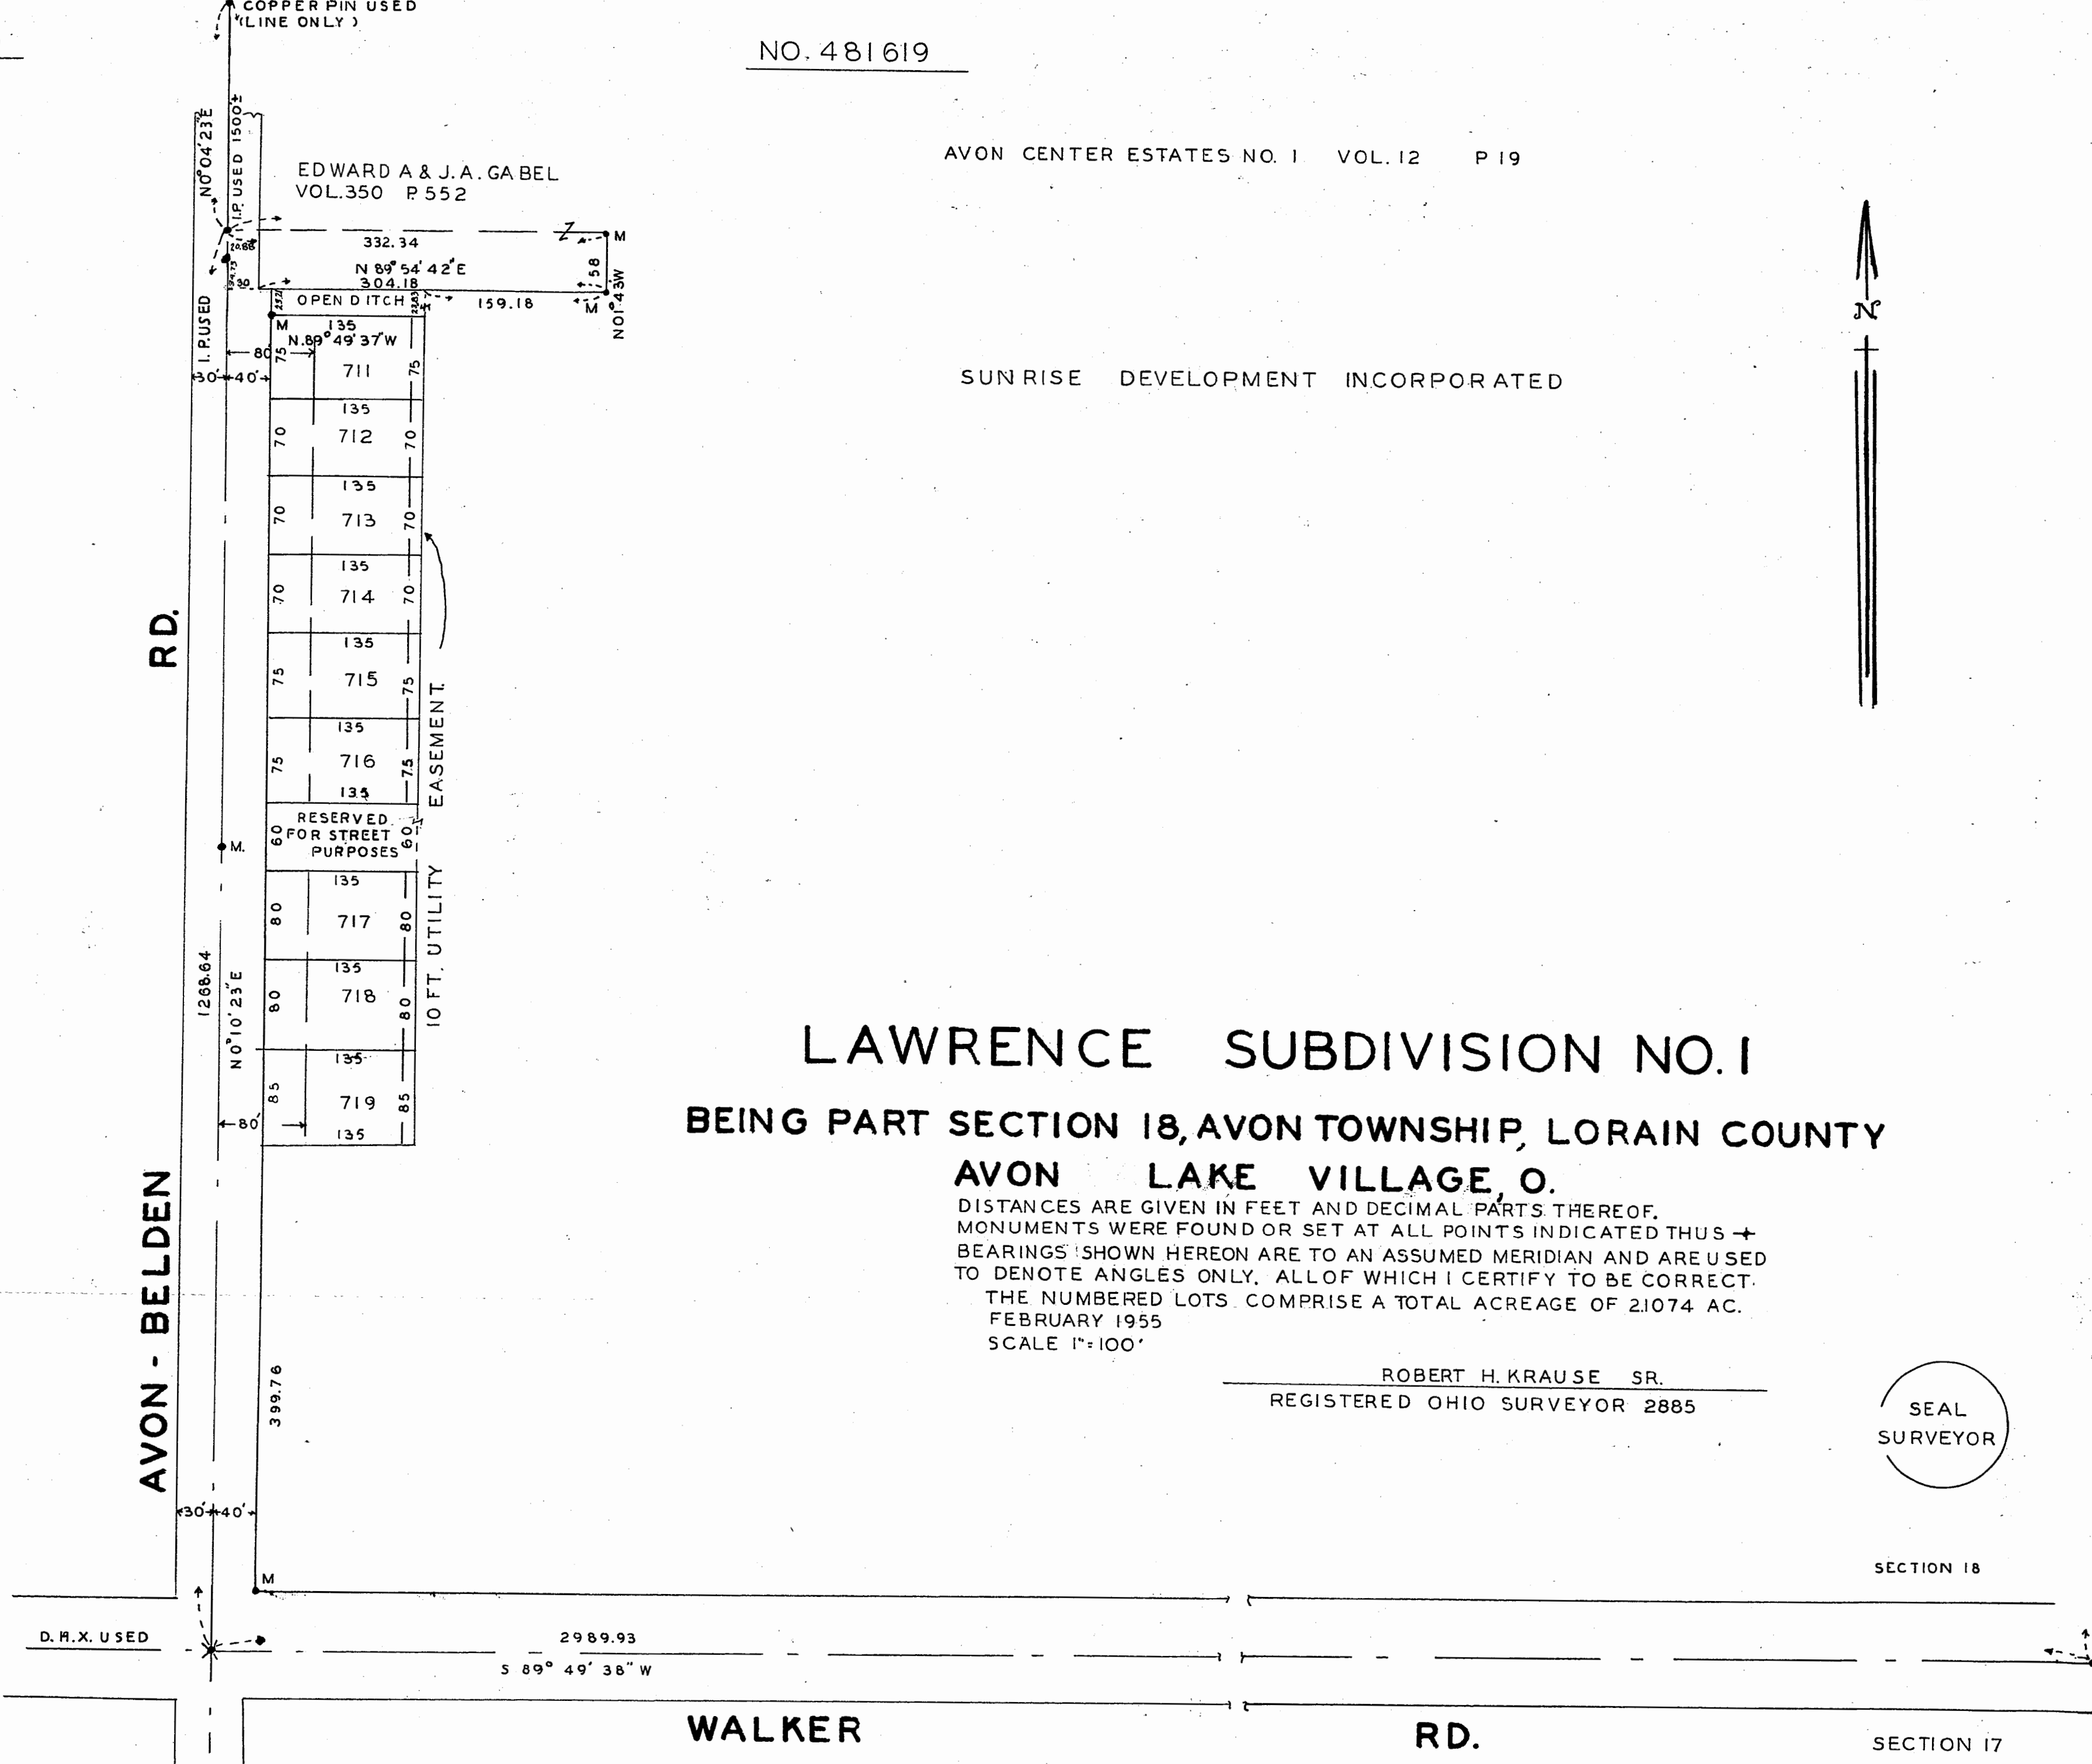 COPPER PIN USED
(LINE ONLY)
NO. 481619
AVON CENTER ESTATES NO. 1 VOL. 12 P 19
N0°04'23"E
I.P. USED 1500'±
EDWARD A & J.A. GABEL
VOL.350 P.552
332.34
M
20.88
N 89° 54' 42"E
304.18
58
30
OPEN DITCH
22.83
159.18
M
N01°43W
I.P. USED
M
135
N.89° 49' 37"W
80'
75
711
75
30' 40'
SUNRISE DEVELOPMENT INCORPORATED
N
135
70
712
70
135
70
713
70
135
70
714
70
RD.
135
75
715
75
135
75
716
75
135
EASEMENT.
RESERVED
FOR STREET
PURPOSES
60
60
M.
135
80
717
80
10 FT. UTILITY
135
80
718
80
1268.64
N0°10'23"E
135
85
719
85
80'
135
LAWRENCE SUBDIVISION NO. 1
BEING PART SECTION 18, AVON TOWNSHIP, LORAIN COUNTY
AVON LAKE VILLAGE, O.
DISTANCES ARE GIVEN IN FEET AND DECIMAL PARTS THEREOF.
MONUMENTS WERE FOUND OR SET AT ALL POINTS INDICATED THUS
BEARINGS SHOWN HEREON ARE TO AN ASSUMED MERIDIAN AND ARE USED
TO DENOTE ANGLES ONLY. ALL OF WHICH I CERTIFY TO BE CORRECT.
THE NUMBERED LOTS COMPRISE A TOTAL ACREAGE OF 2.1074 AC.
FEBRUARY 1955
SCALE 1"=100'
ROBERT H. KRAUSE SR.
REGISTERED OHIO SURVEYOR 2885
SEAL
SURVEYOR
AVON - BELDEN
399.76
30' 40'
M
SECTION 18
D.H.X. USED
2989.93
S 89° 49' 38" W
WALKER RD.
SECTION 17